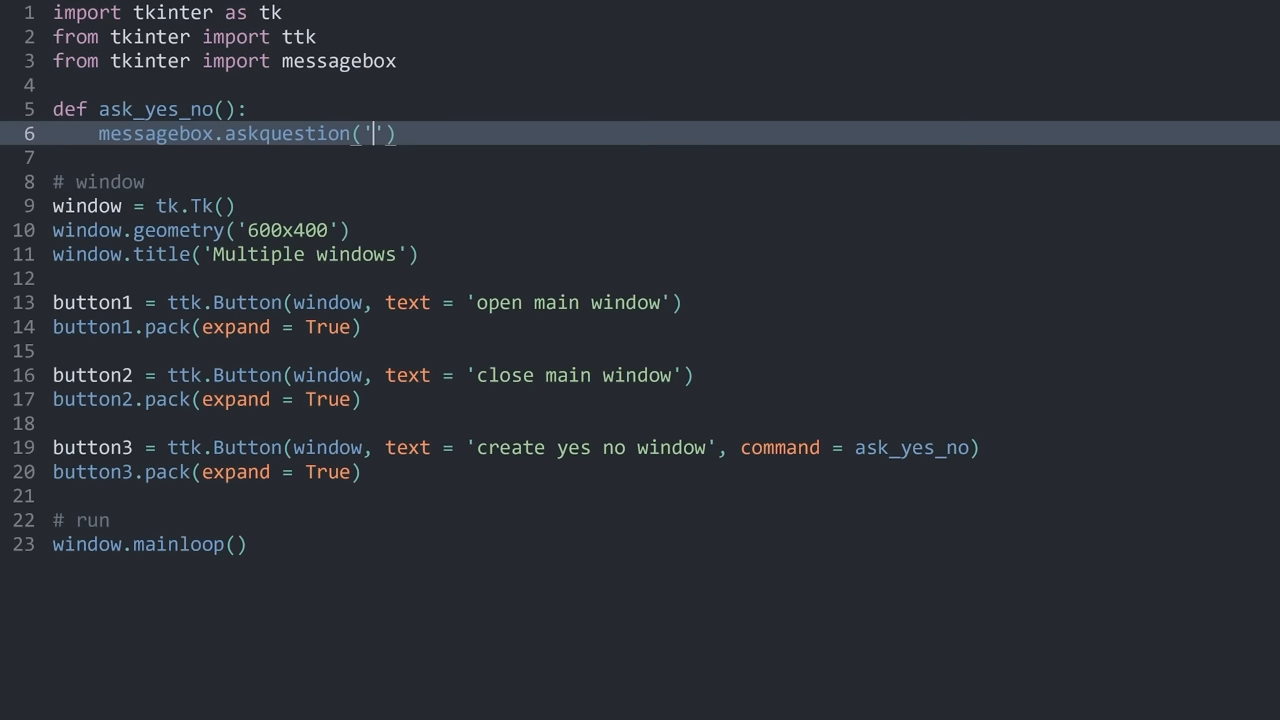 1 import tkinter as tk
2 from tkinter import ttk
3 from tkinter import messagebox
4
5 def ask_yes_no():
6     messagebox.askquestion('')
7
8 # window
9 window = tk.Tk()
10 window.geometry('600x400')
11 window.title('Multiple windows')
12
13 button1 = ttk.Button(window, text = 'open main window')
14 button1.pack(expand = True)
15
16 button2 = ttk.Button(window, text = 'close main window')
17 button2.pack(expand = True)
18
19 button3 = ttk.Button(window, text = 'create yes no window', command = ask_yes_no)
20 button3.pack(expand = True)
21
22 # run
23 window.mainloop()